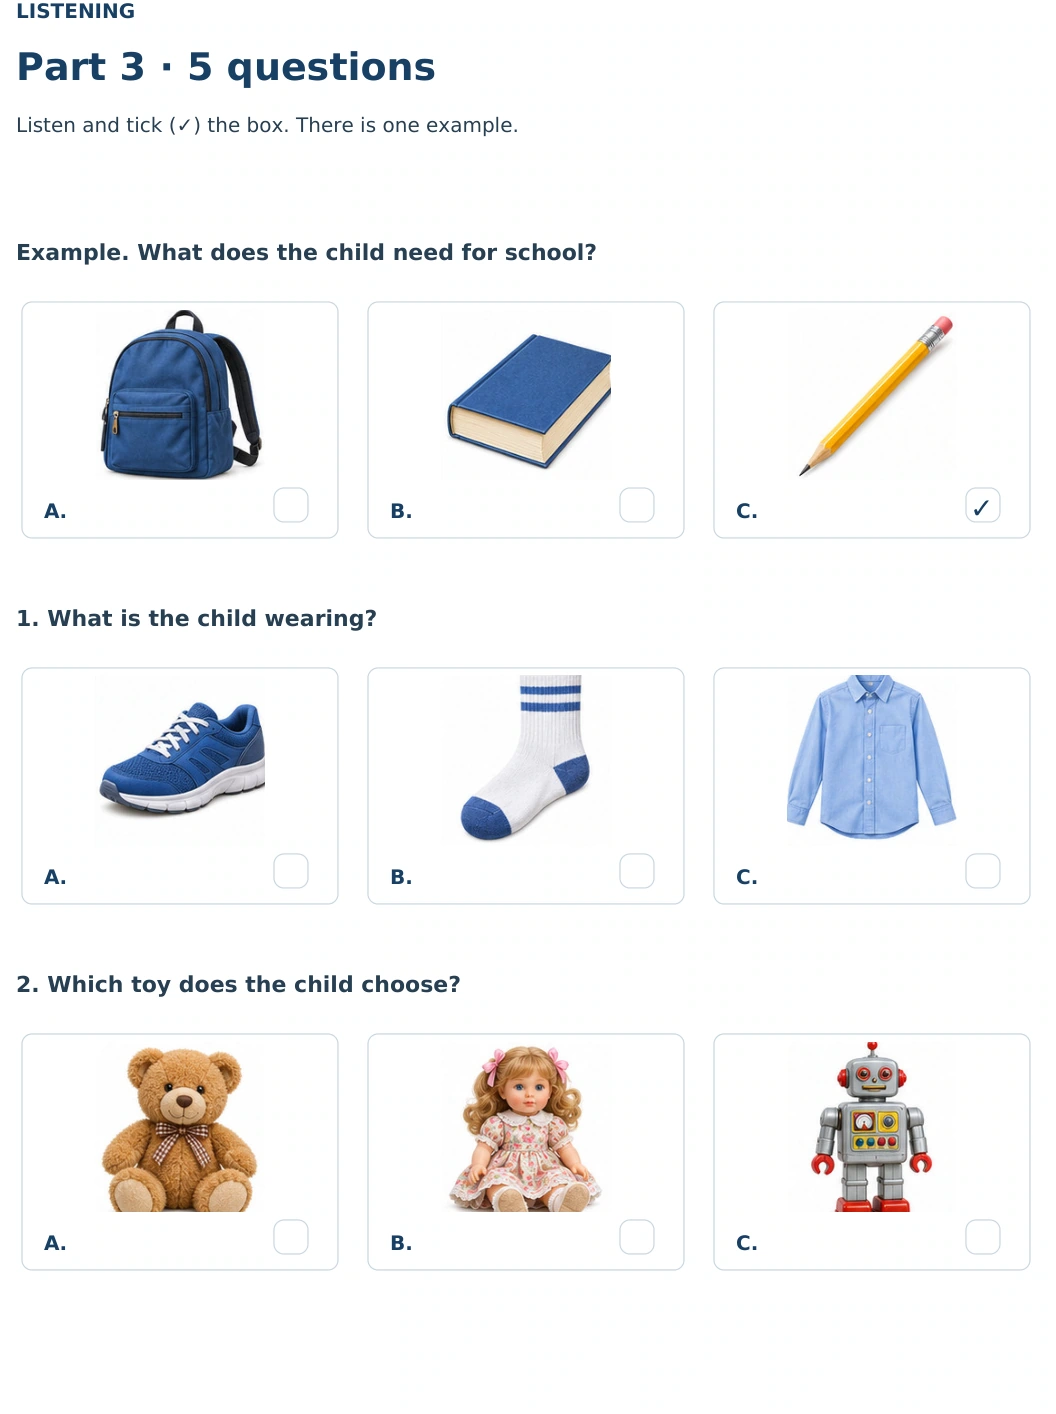 LISTENING
Part 3 · 5 questions
Listen and tick (✓) the box. There is one example.
Example. What does the child need for school?
A.
B.
C. ✓
1. What is the child wearing?
A.
B.
C.
2. Which toy does the child choose?
A.
B.
C.